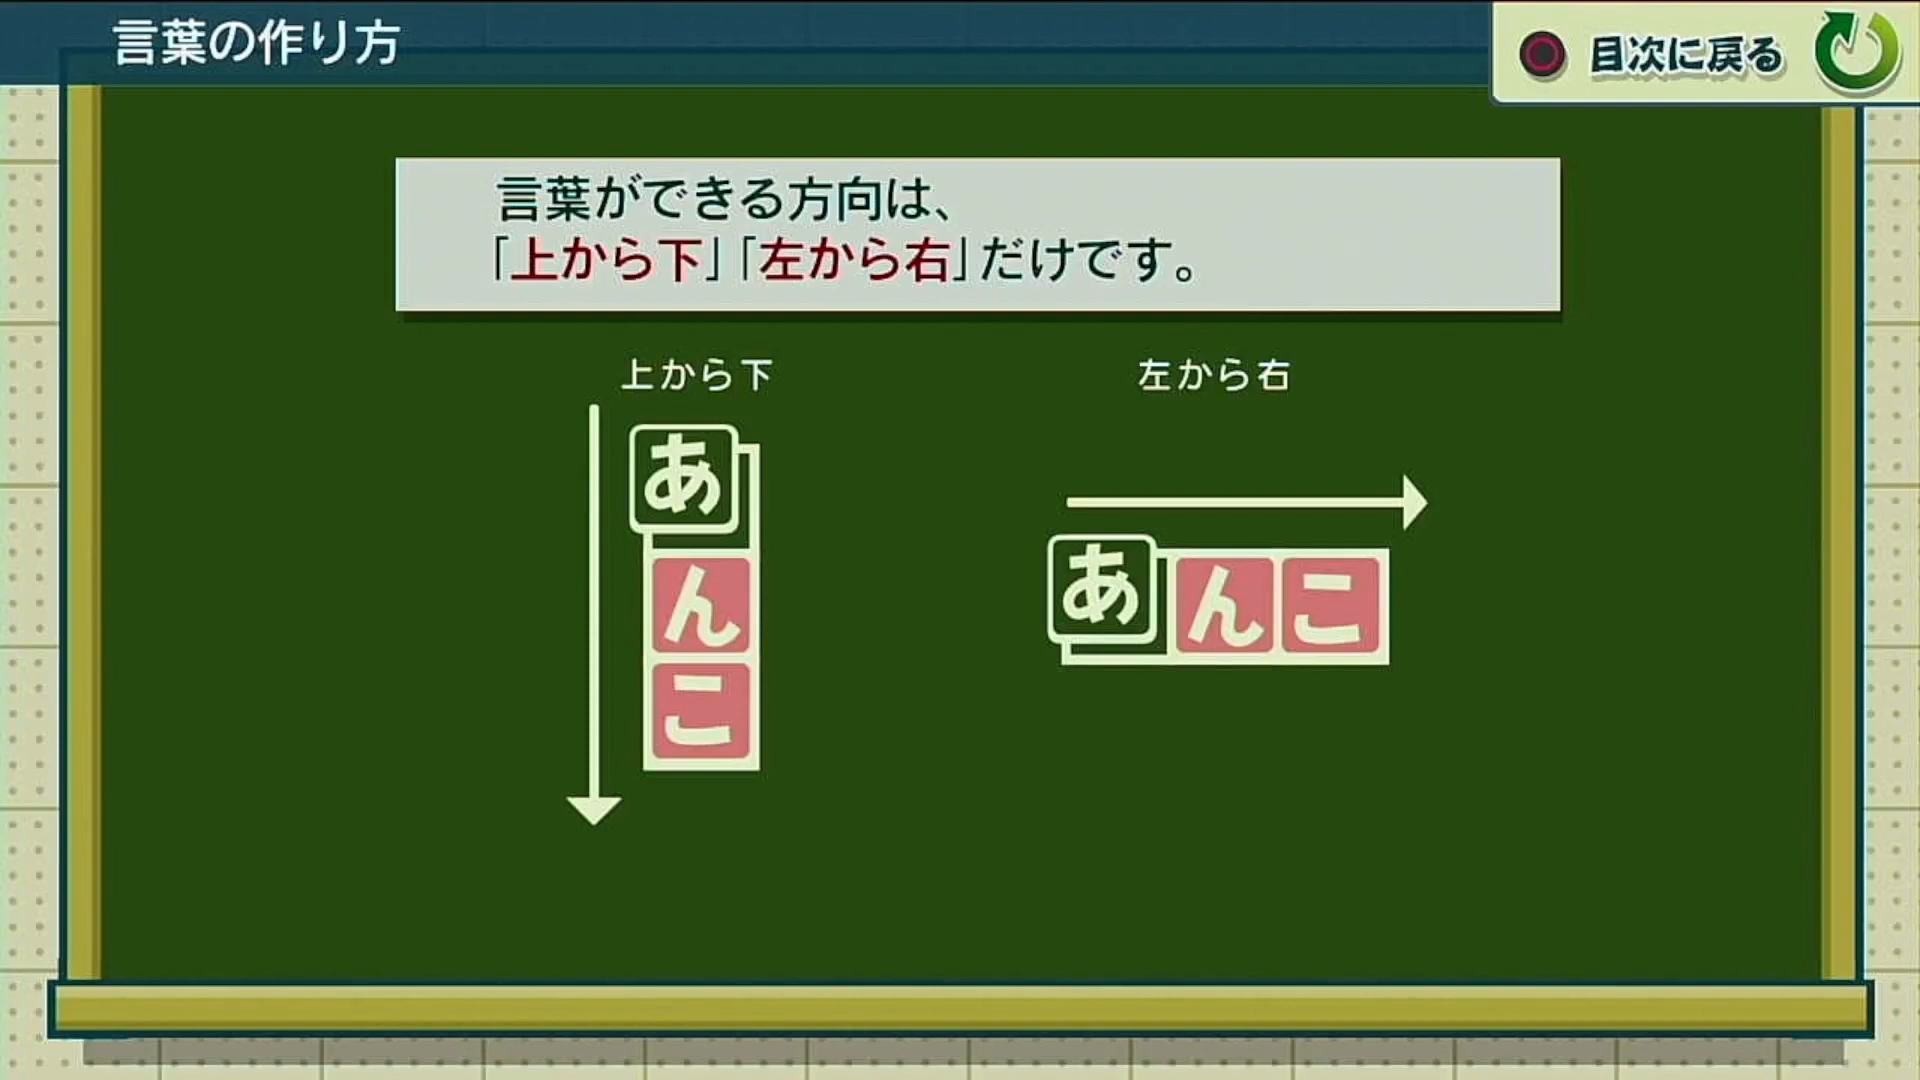 言葉の作り方
目次に戻る
言葉ができる方向は、
「上から下」「左から右」だけです。
上から下
あ
ん
こ
左から右
あんこ